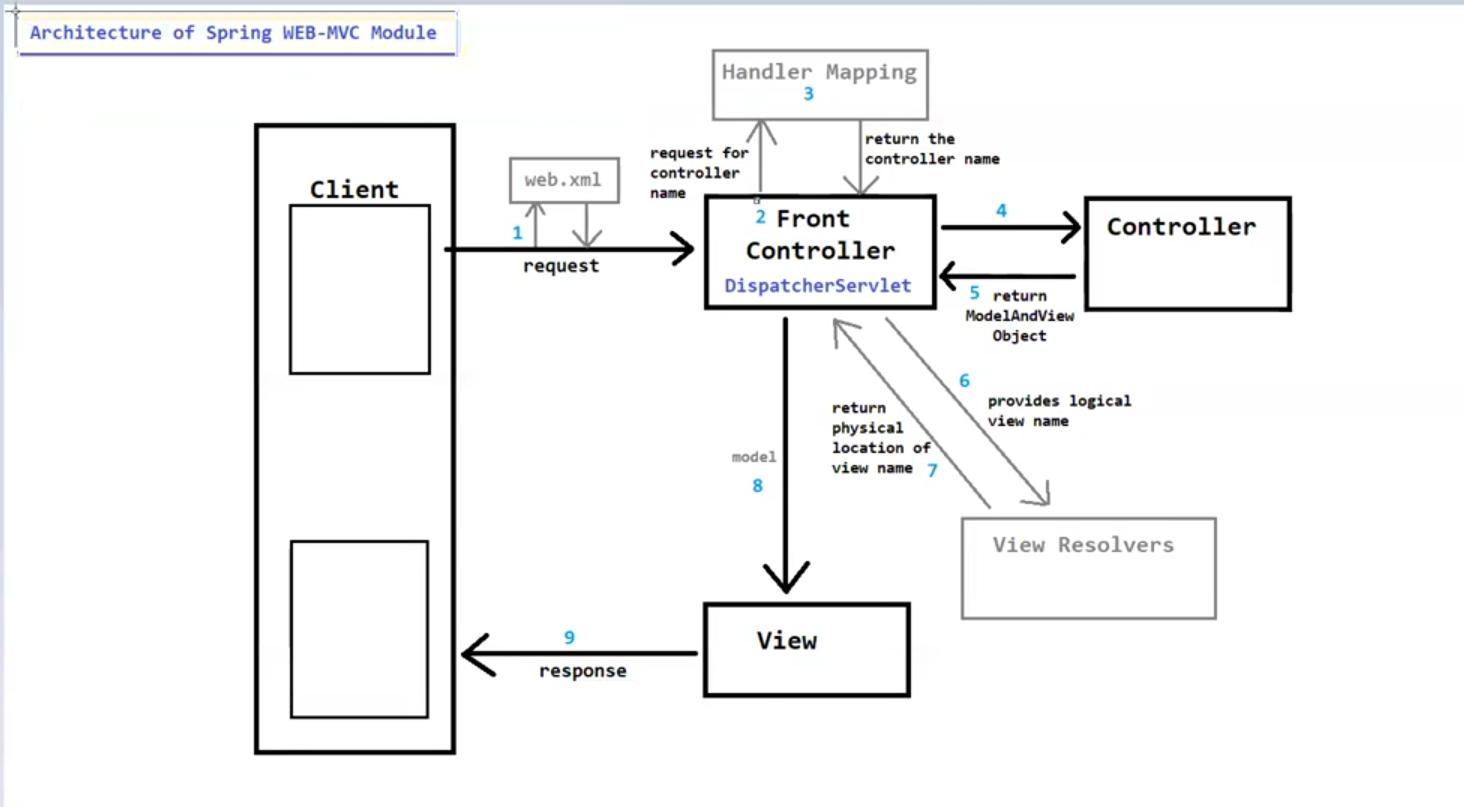 Architecture of Spring WEB-MVC Module
Handler Mapping
3
request for
controller
name
return the
controller name
Client
web.xml
1
request
2 Front
Controller
DispatcherServlet
4
Controller
5 return
ModelAndView
Object
6
provides logical
view name
return
physical
location of
view name 7
model
8
View Resolvers
View
9
response